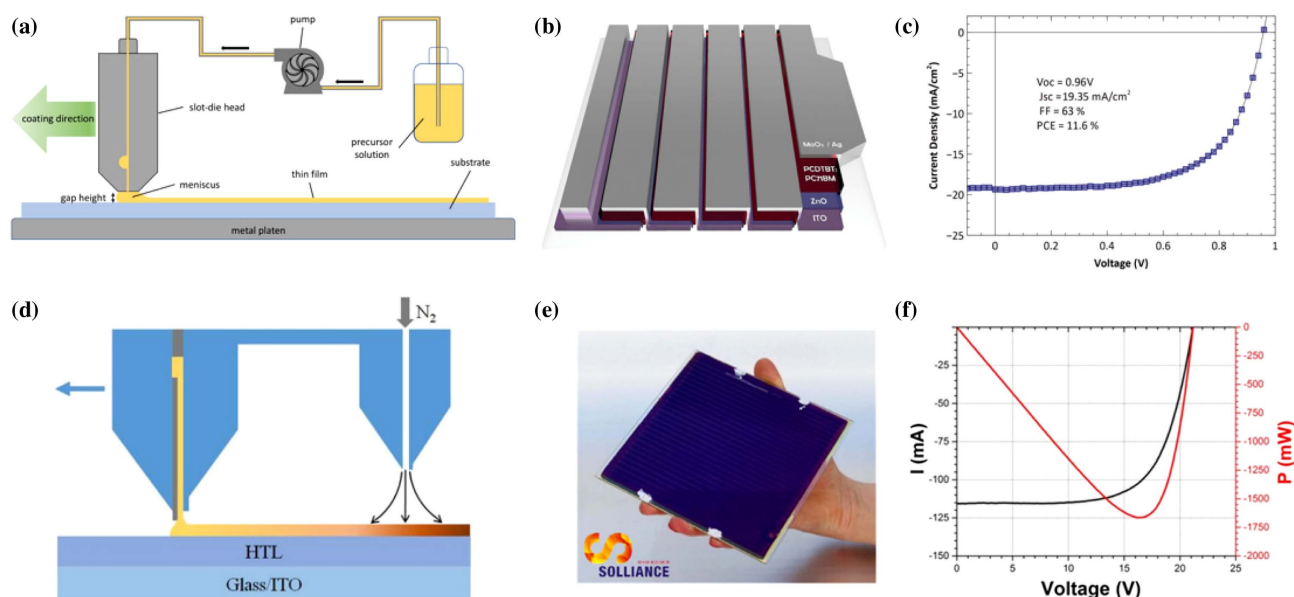 (a)
pump
slot-die head
coating direction
precursor
solution
substrate
thin film
meniscus
gap height
metal platen
(b)
MoO₃ / Ag
PCDTBT:
PC₇₀BM
ZnO
ITO
(c)
Current Density (mA/cm²)
0
−5
−10
−15
−20
−25
Voc = 0.96V
Jsc = 19.35 mA/cm²
FF = 63 %
PCE = 11.6 %
0 0.2 0.4 0.6 0.8 1
Voltage (V)
(d)
N₂
HTL
Glass/ITO
(e)
SOLLIANCE
(f)
I (mA)
-25
-50
-75
-100
-125
-150
0 5 10 15 20 25
Voltage (V)
0
-250
-500
-750
-1000
-1250
-1500
-1750
-2000
P (mW)